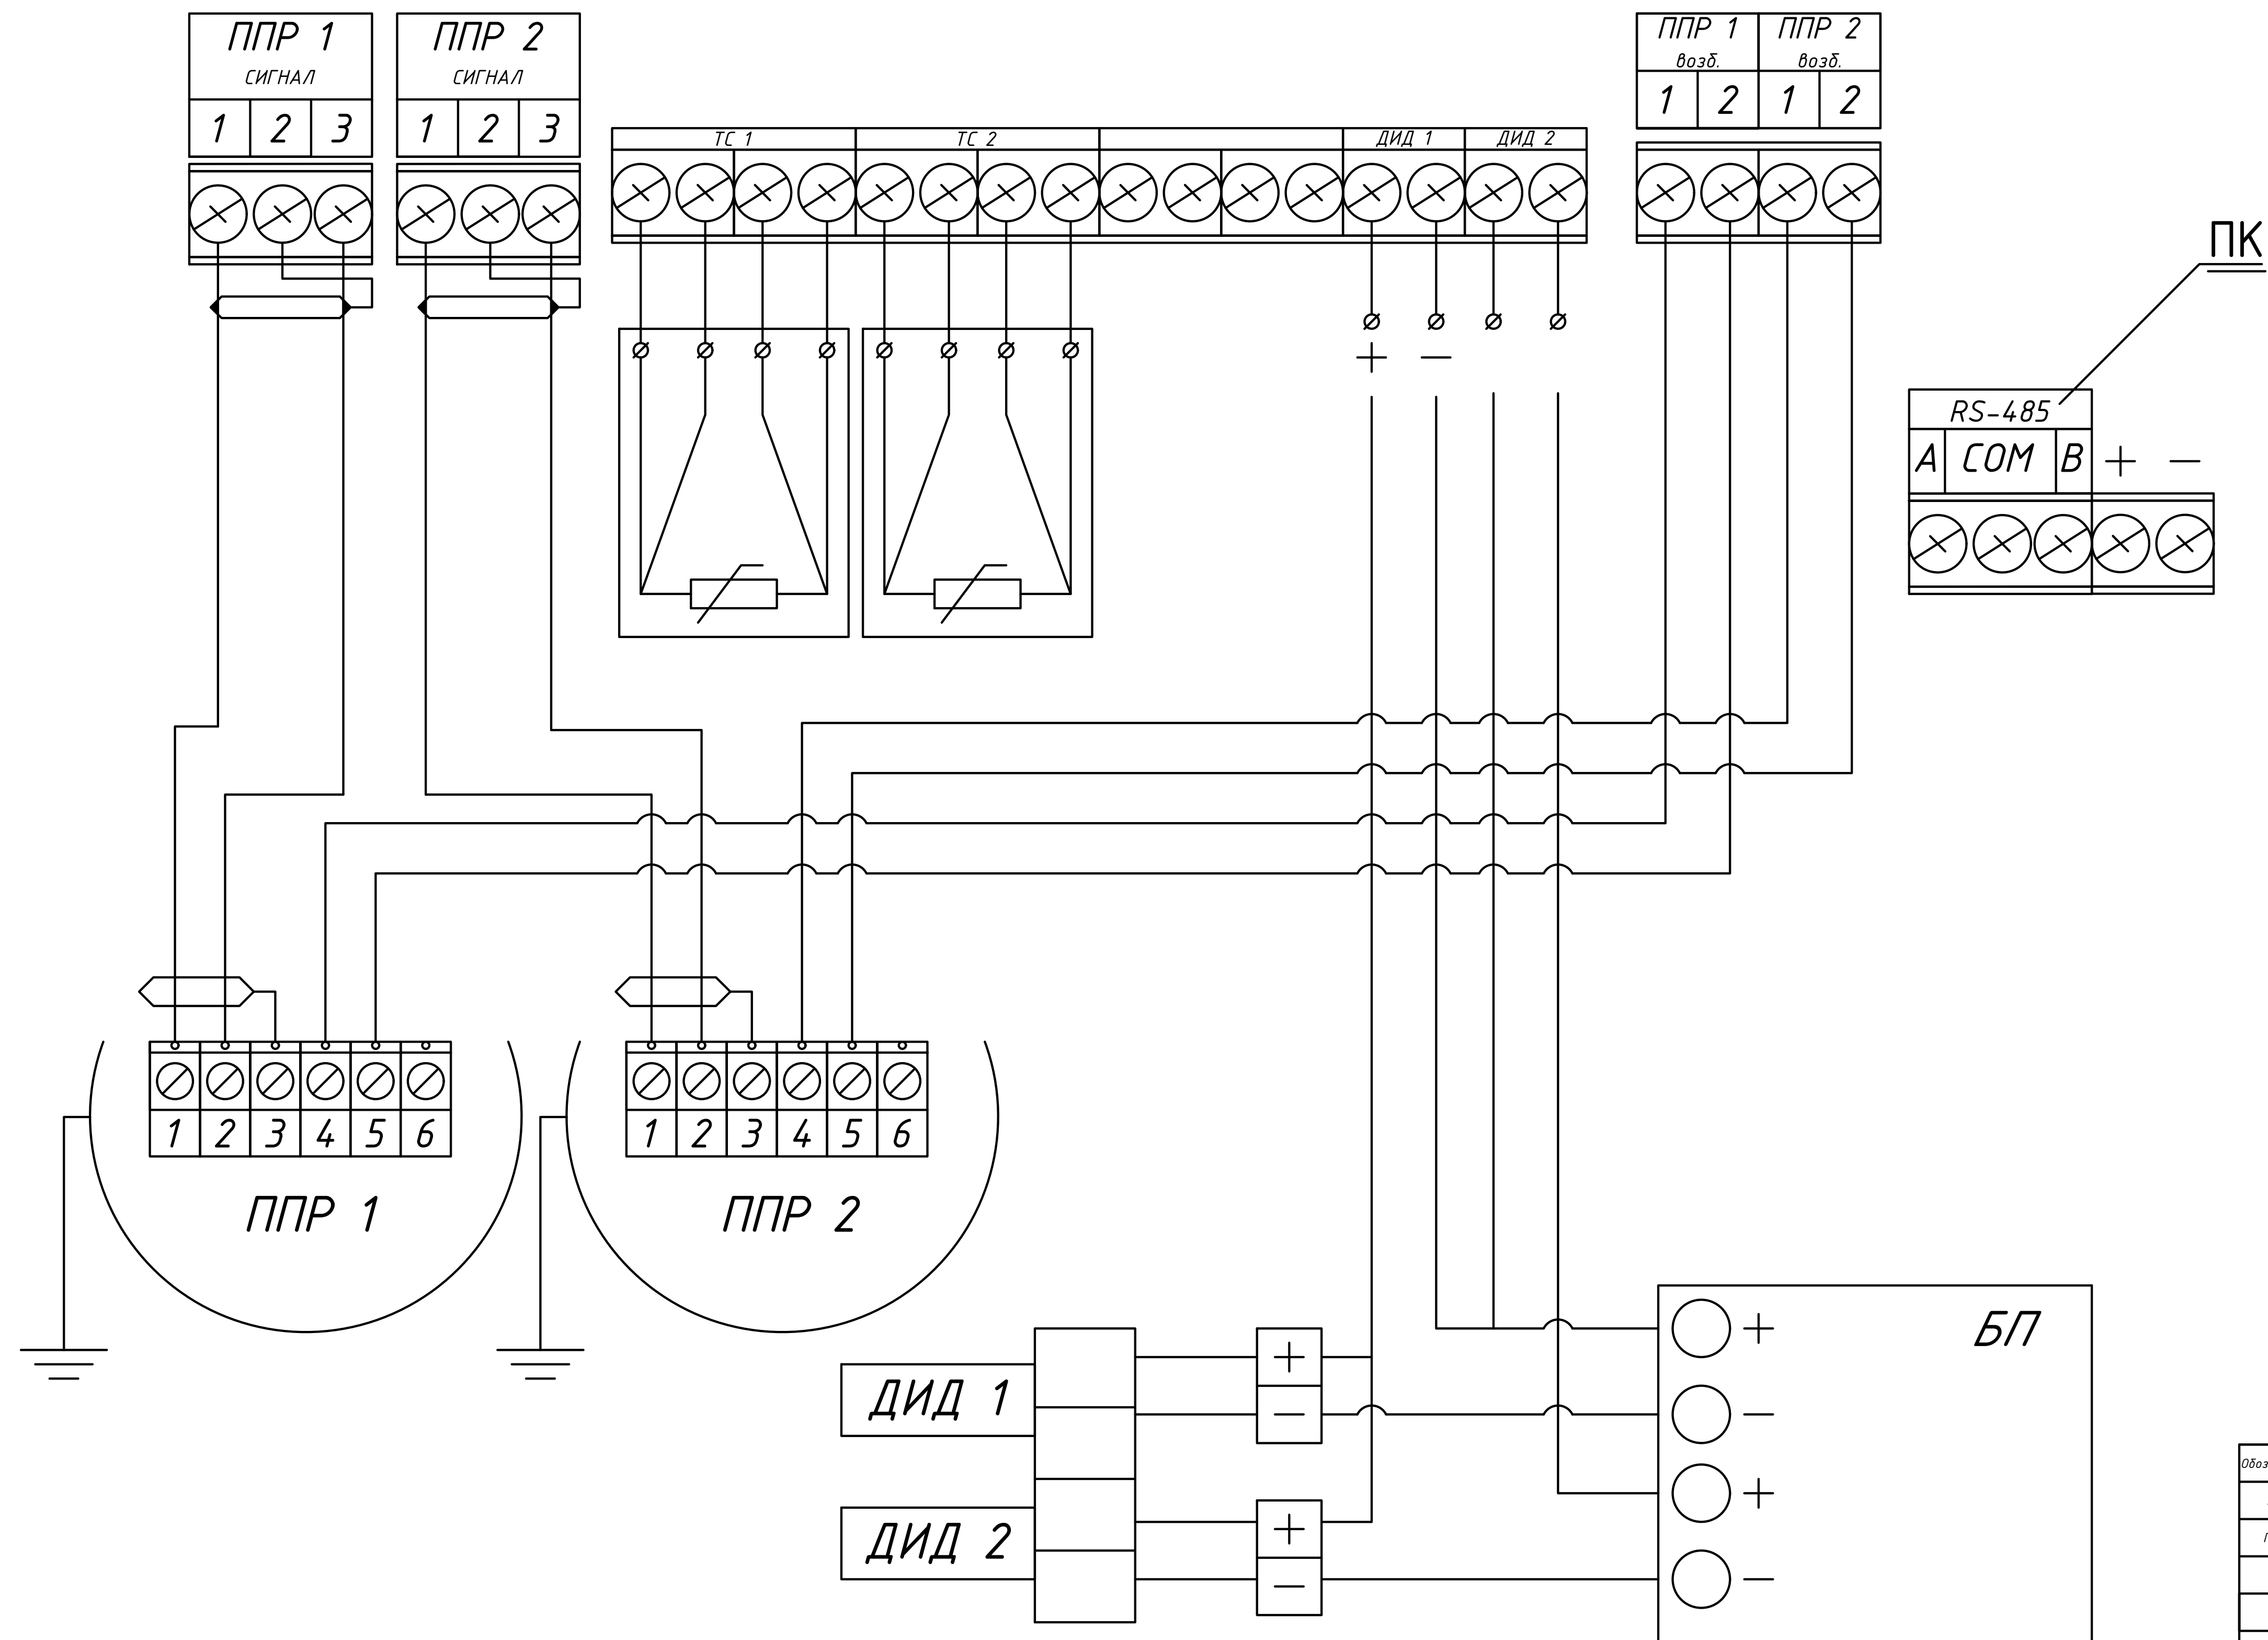 ППР 1 ППР 2
СИГНАЛ СИГНАЛ
1 2 3 1 2 3
ППР 1 ППР 2
возб. возб.
1 2 1 2
ТС 1 ТС 2 ДИД 1 ДИД 2
ПК
+ −
RS-485
A COM B + −
1 2 3 4 5 6
ППР 1
1 2 3 4 5 6
ППР 2
БП
+
−
+
−
ДИД 1
+
−
ДИД 2
+
−